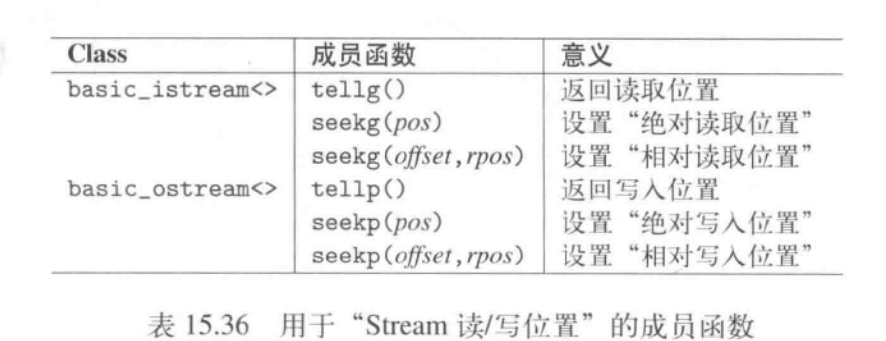 Class 成员函数 意义
basic_istream<> tellg() 返回读取位置
seekg(pos) 设置“绝对读取位置”
seekg(offset,rpos) 设置“相对读取位置”
basic_ostream<> tellp() 返回写入位置
seekp(pos) 设置“绝对写入位置”
seekp(offset,rpos) 设置“相对写入位置”
表 15.36 用于“Stream 读/写位置”的成员函数